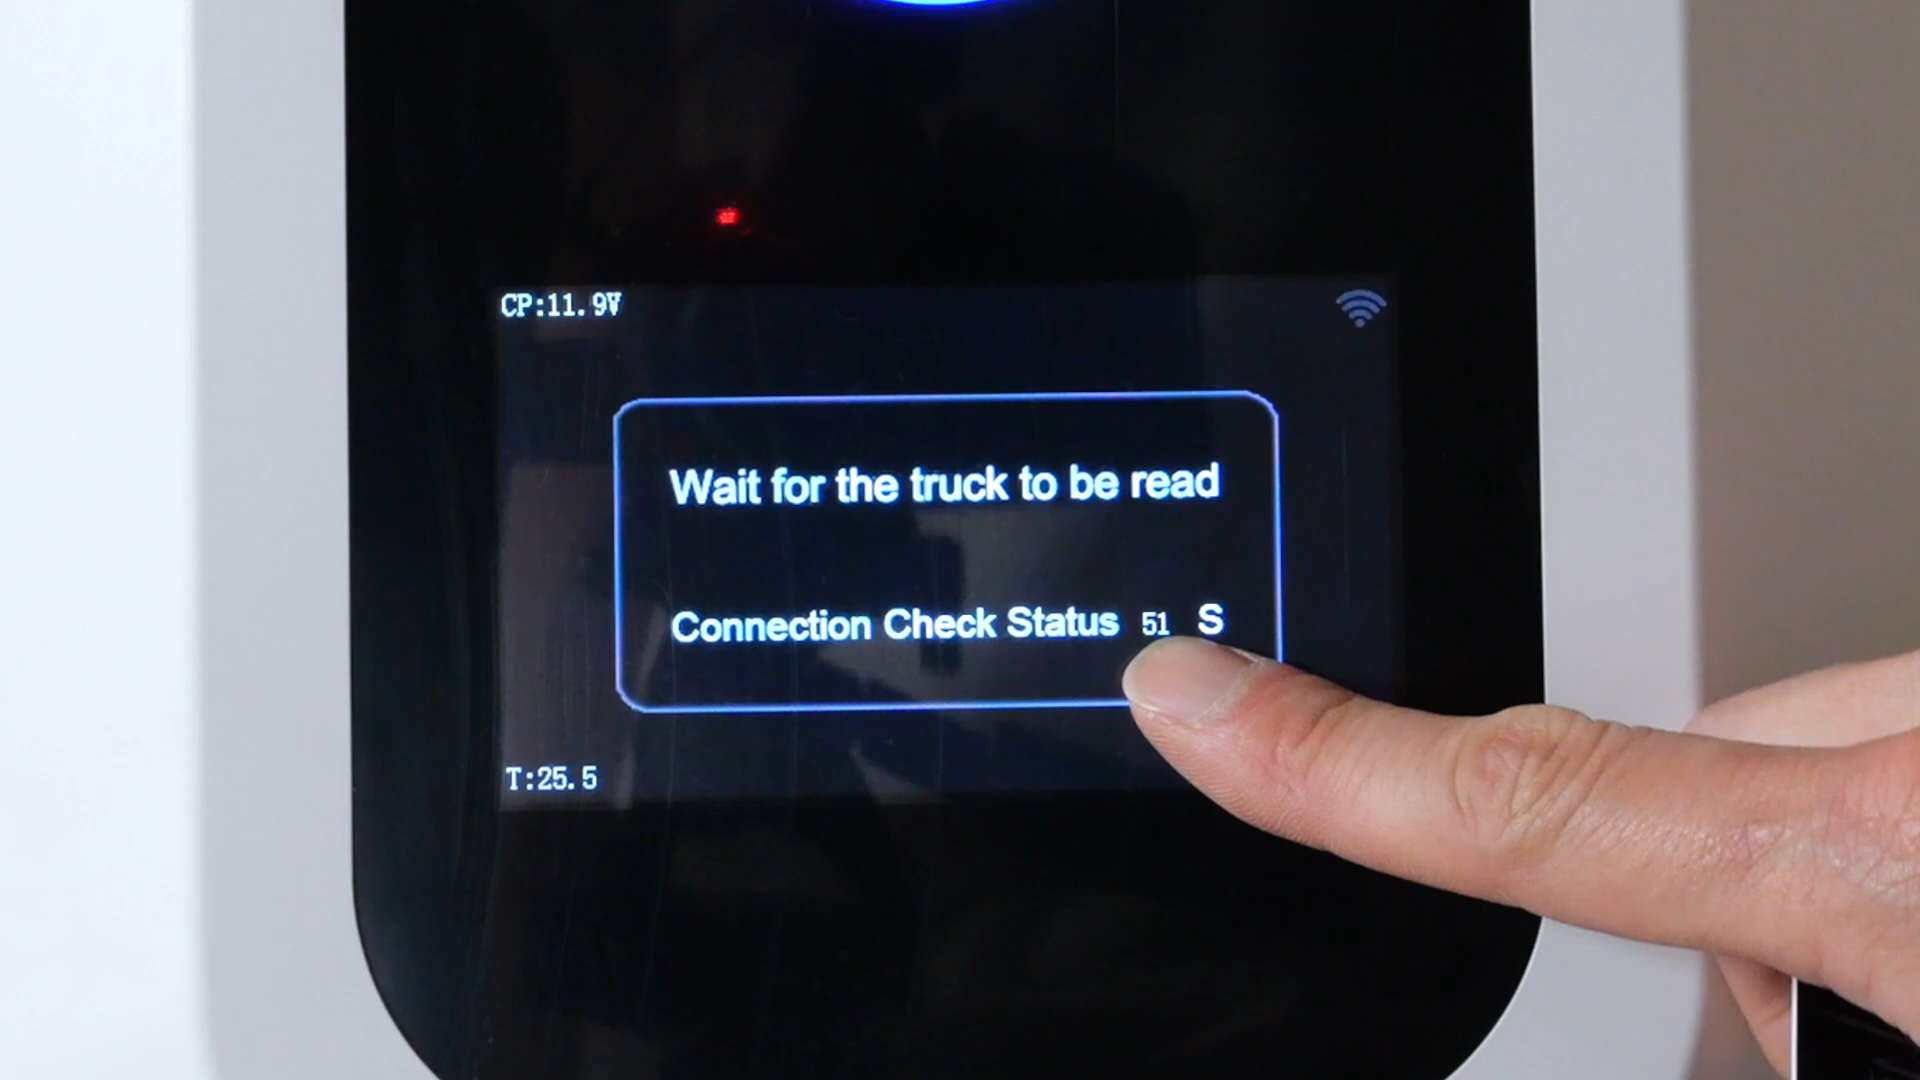 CP:11.9V
Wait for the truck to be read
Connection Check Status 51 S
T:25.5